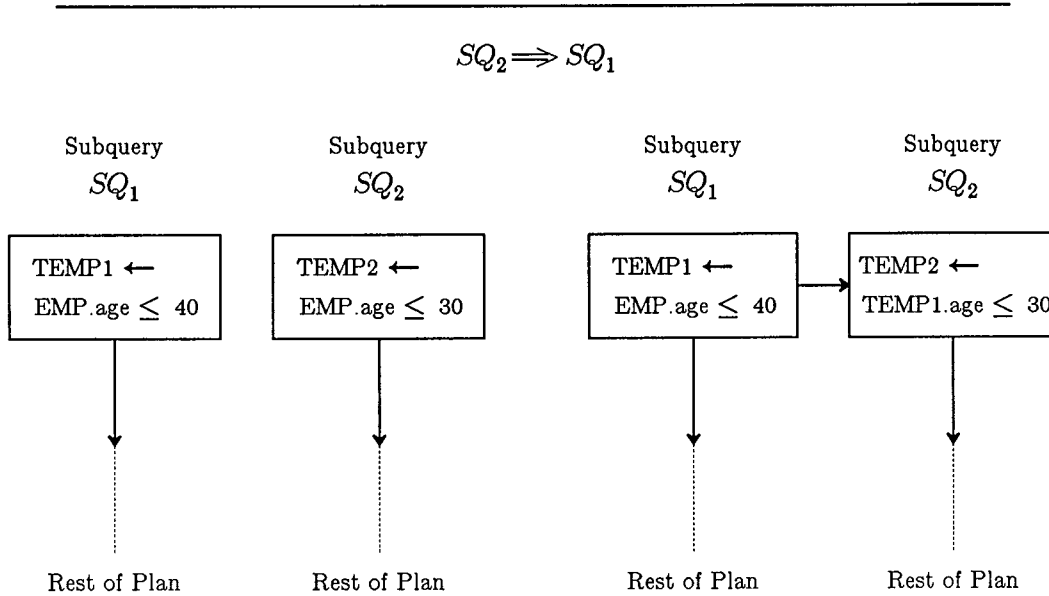 SQ₂ ⟹ SQ₁
Subquery Subquery Subquery Subquery
SQ₁ SQ₂ SQ₁ SQ₂
TEMP1 ← TEMP2 ← TEMP1 ← TEMP2 ←
EMP.age ≤ 40 EMP.age ≤ 30 EMP.age ≤ 40 TEMP1.age ≤ 30
Rest of Plan Rest of Plan Rest of Plan Rest of Plan